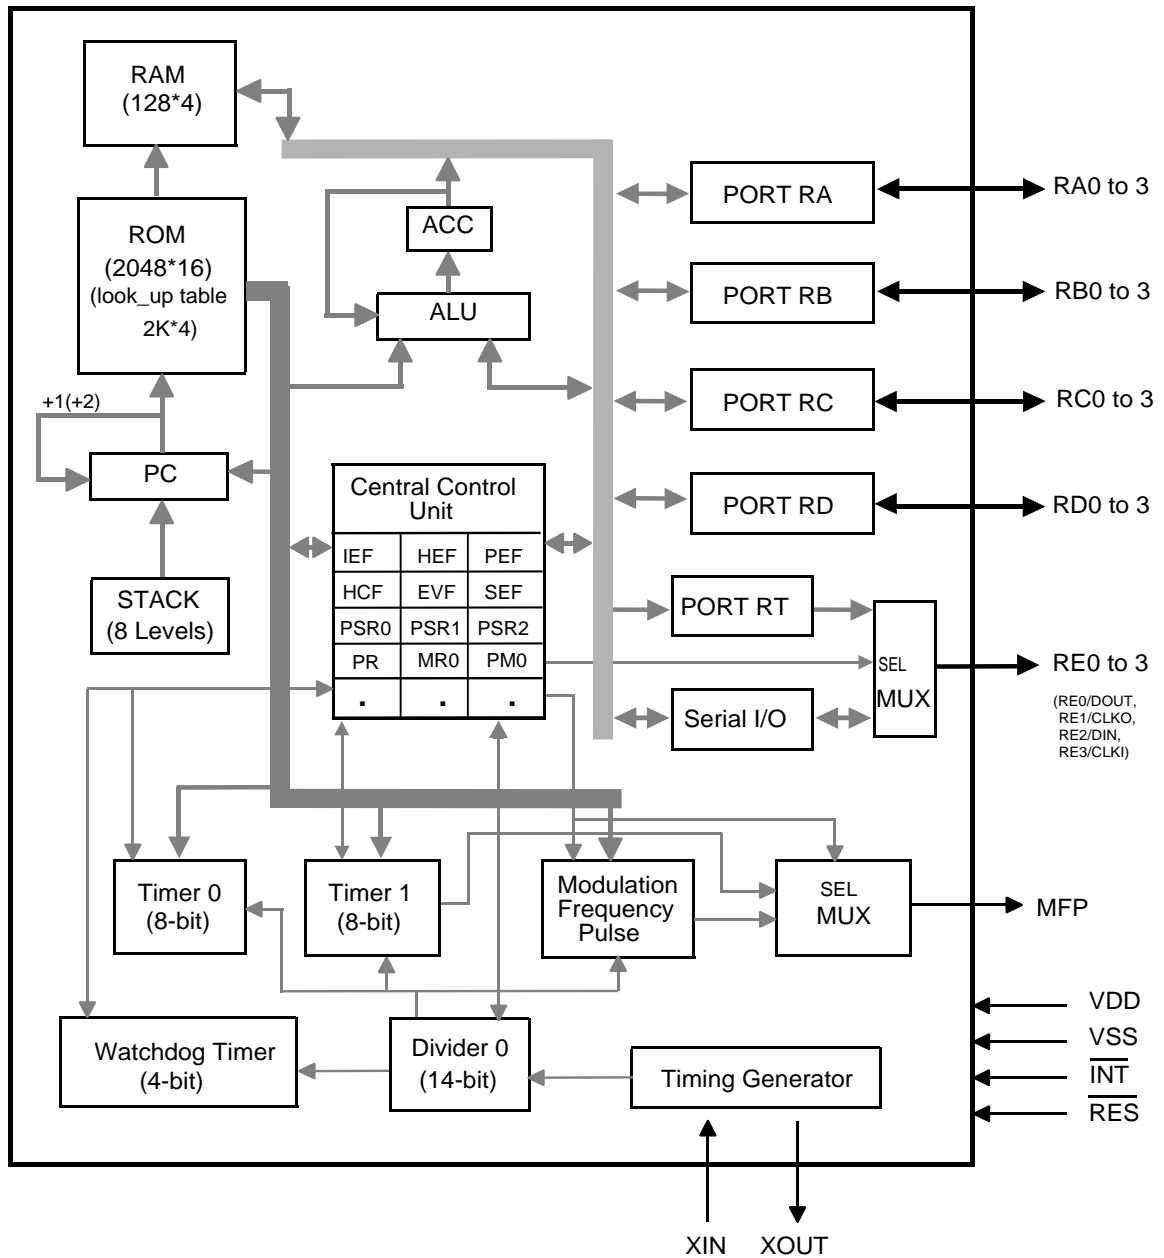 RAM
(128*4)
ROM
(2048*16)
(look_up table
2K*4)
+1(+2)
PC
STACK
(8 Levels)
ACC
ALU
Central Control
Unit
IEF HEF PEF
HCF EVF SEF
PSR0 PSR1 PSR2
PR MR0 PM0
. . .
PORT RA
RA0 to 3
PORT RB
RB0 to 3
PORT RC
RC0 to 3
PORT RD
RD0 to 3
PORT RT
Serial I/O
SEL
MUX
RE0 to 3
(RE0/DOUT,
RE1/CLKO,
RE2/DIN,
RE3/CLKI)
Timer 0
(8-bit)
Timer 1
(8-bit)
Modulation
Frequency
Pulse
SEL
MUX
MFP
Watchdog Timer
(4-bit)
Divider 0
(14-bit)
Timing Generator
VDD
VSS
INT
RES
XIN XOUT